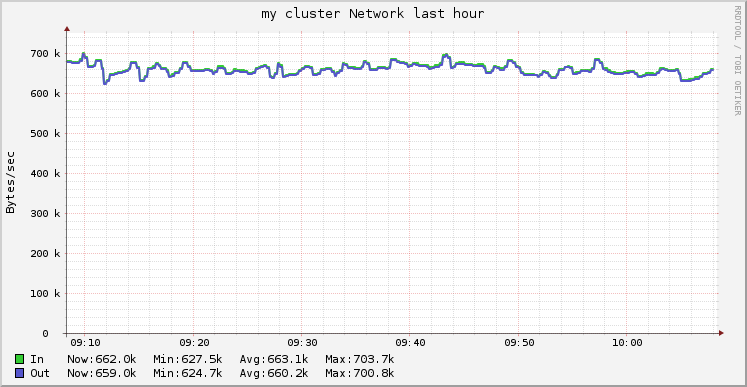 my cluster Network last hour
RRDTOOL / TOBI OETIKER
Bytes/sec
700 k
600 k
500 k
400 k
300 k
200 k
100 k
0
09:10 09:20 09:30 09:40 09:50 10:00
In Now:662.0k Min:627.5k Avg:663.1k Max:703.7k
Out Now:659.0k Min:624.7k Avg:660.2k Max:700.8k